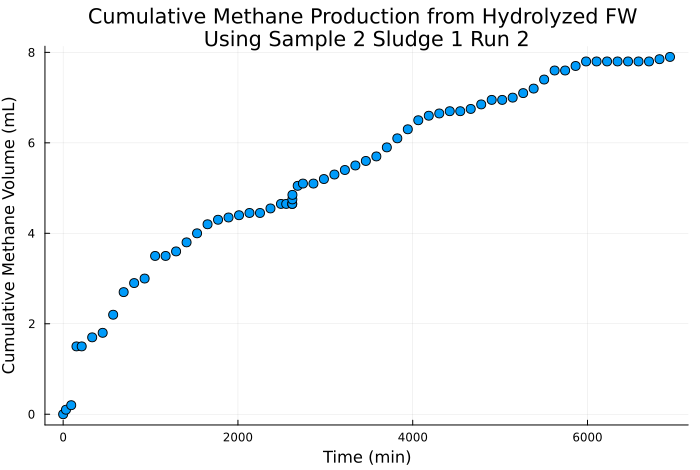 Cumulative Methane Production from Hydrolyzed FW
Using Sample 2 Sludge 1 Run 2
Cumulative Methane Volume (mL)
8
6
4
2
0
0 2000 4000 6000
Time (min)